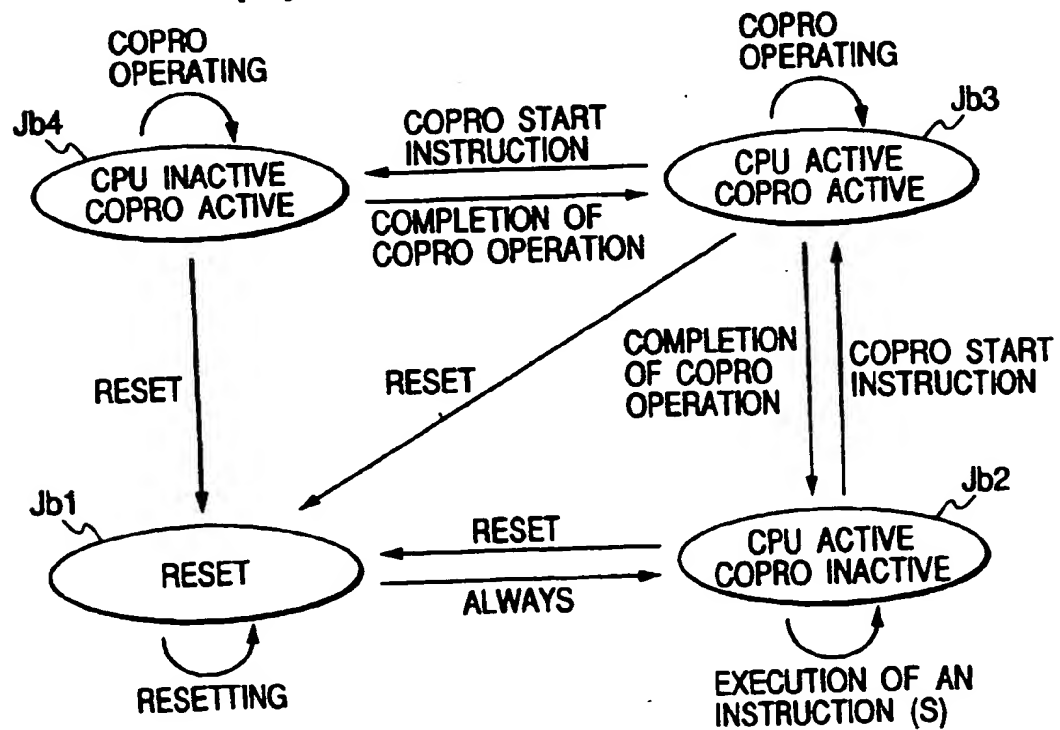 COPRO
OPERATING
COPRO
OPERATING
Jb4
Jb3
COPRO START
INSTRUCTION
CPU INACTIVE
COPRO ACTIVE
CPU ACTIVE
COPRO ACTIVE
COMPLETION OF
COPRO OPERATION
RESET
RESET
COMPLETION
OF COPRO
OPERATION
COPRO START
INSTRUCTION
Jb1
Jb2
RESET
RESET
CPU ACTIVE
COPRO INACTIVE
ALWAYS
RESETTING
EXECUTION OF AN
INSTRUCTION (S)